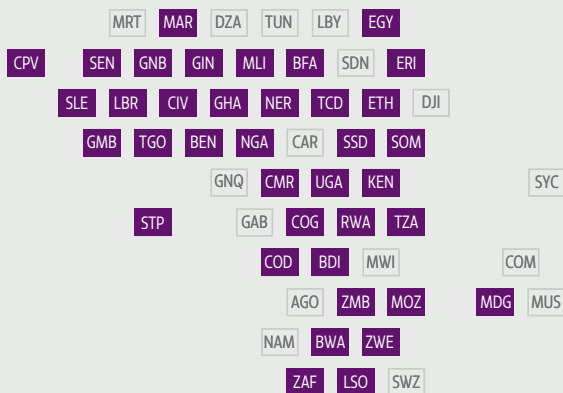 MRT MAR DZA TUN LBY EGY
CPV SEN GNB GIN MLI BFA SDN ERI
SLE LBR CIV GHA NER TCD ETH DJI
GMB TGO BEN NGA CAR SSD SOM
GNQ CMR UGA KEN SYC
STP GAB COG RWA TZA
COD BDI MWI COM
AGO ZMB MOZ MDG MUS
NAM BWA ZWE
ZAF LSO SWZ